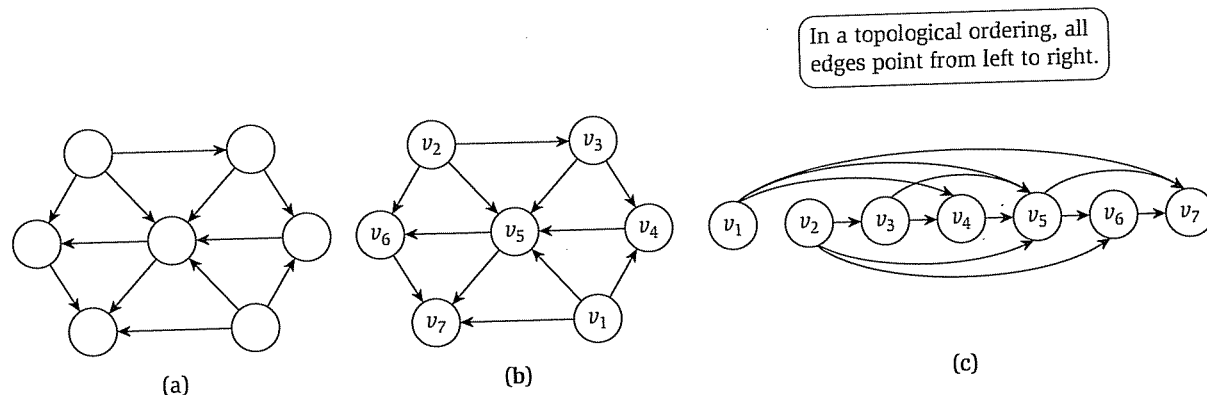 In a topological ordering, all
edges point from left to right.
v₂ v₃
v₆ v₅ v₄
v₇ v₁
v₁ v₂ v₃ v₄ v₅ v₆ v₇
(a) (b) (c)